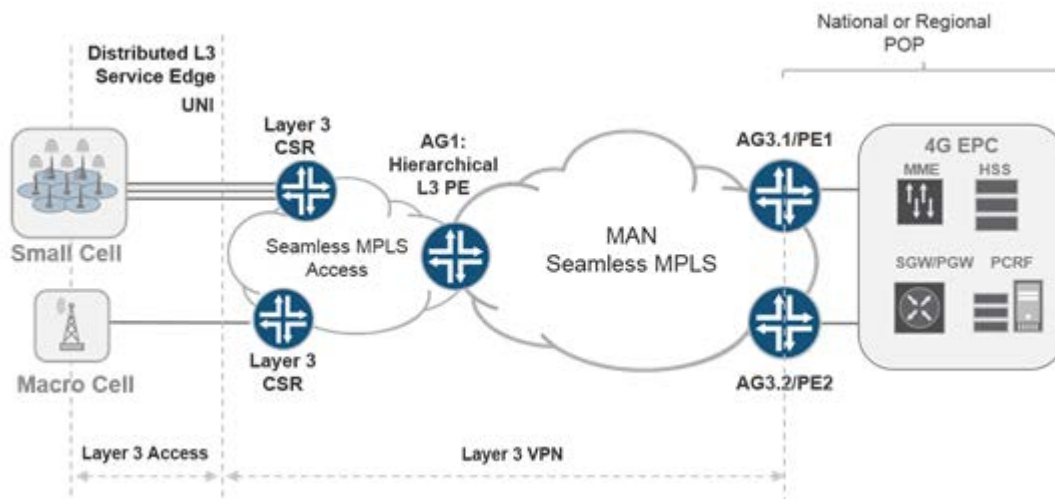 National or Regional
POP
Distributed L3
Service Edge
UNI
Layer 3
CSR
AG1:
Hierarchical
L3 PE
AG3.1/PE1
4G EPC
MME
HSS
Small Cell
Seamless MPLS
Access
MAN
Seamless MPLS
SGW/PGW
PCRF
Macro Cell
Layer 3
CSR
AG3.2/PE2
Layer 3 Access
Layer 3 VPN